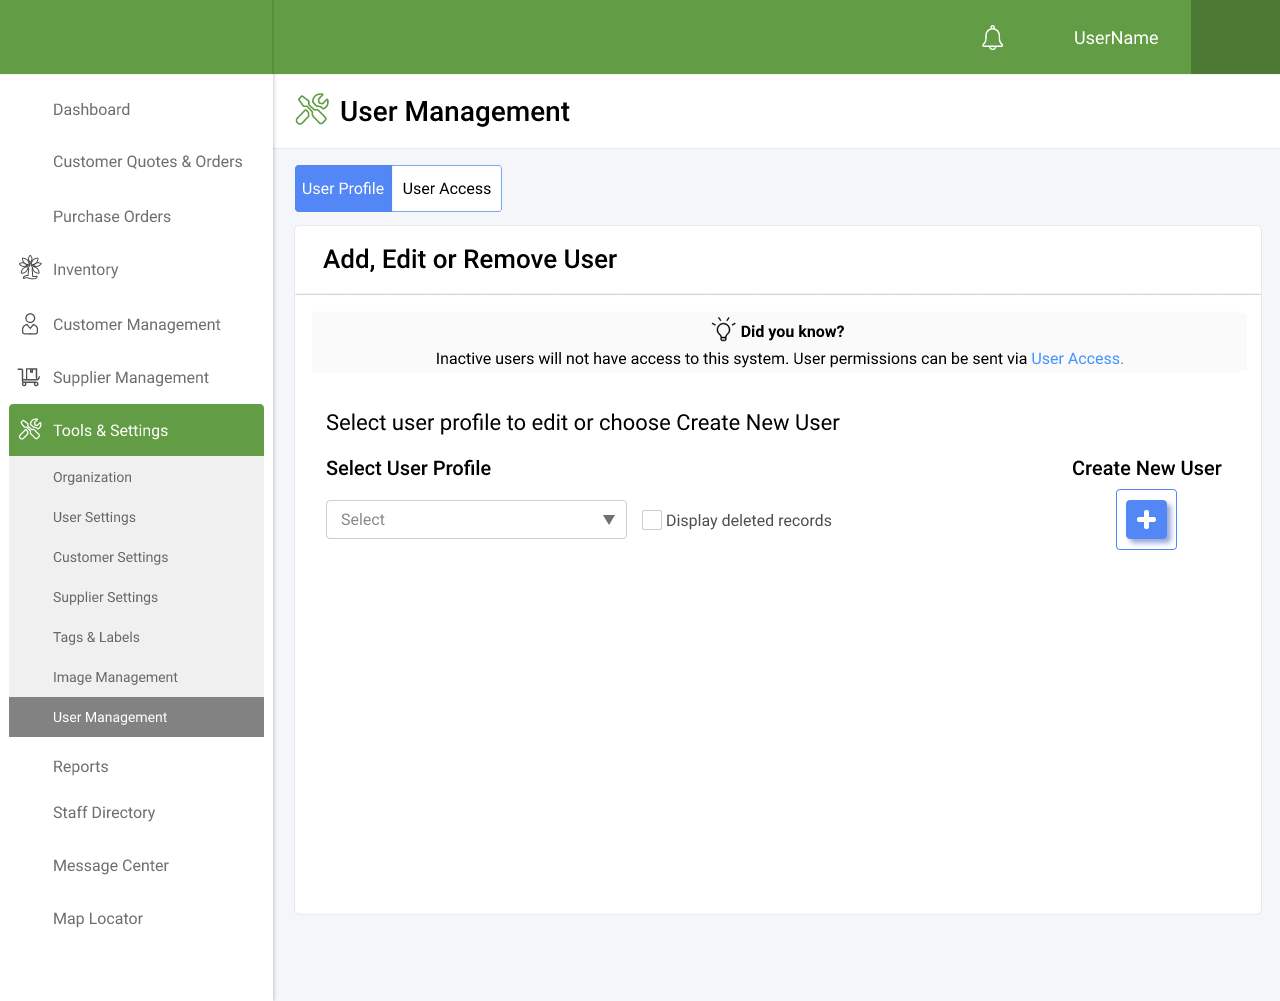 UserName
Dashboard
Customer Quotes & Orders
Purchase Orders
Inventory
Customer Management
Supplier Management
Tools & Settings
Organization
User Settings
Customer Settings
Supplier Settings
Tags & Labels
Image Management
User Management
Reports
Staff Directory
Message Center
Map Locator
User Management
User Profile User Access
Add, Edit or Remove User
Did you know?
Inactive users will not have access to this system. User permissions can be sent via User Access.
Select user profile to edit or choose Create New User
Select User Profile
Create New User
Select
Display deleted records